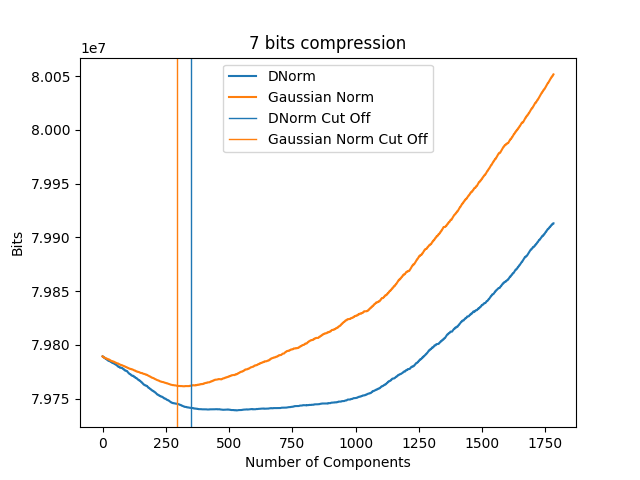 7 bits compression
1e7
8.005
8.000
7.995
7.990
7.985
7.980
7.975
Bits
DNorm
Gaussian Norm
DNorm Cut Off
Gaussian Norm Cut Off
0 250 500 750 1000 1250 1500 1750
Number of Components